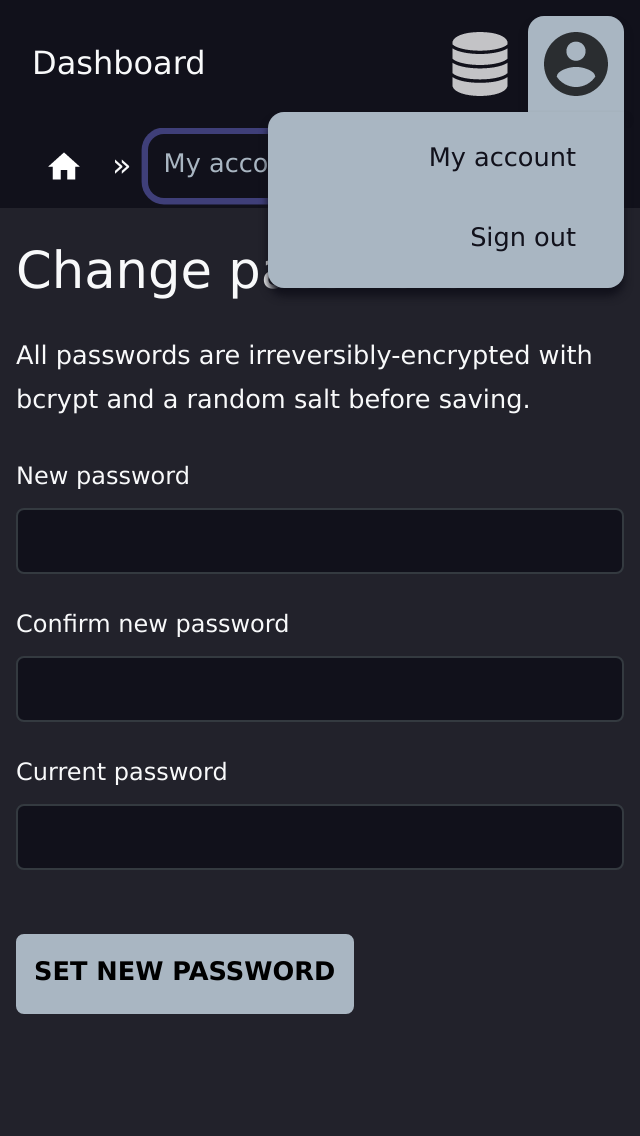 Dashboard
My account
Sign out
» My acco
Change pa
All passwords are irreversibly-encrypted with
bcrypt and a random salt before saving.
New password
Confirm new password
Current password
SET NEW PASSWORD